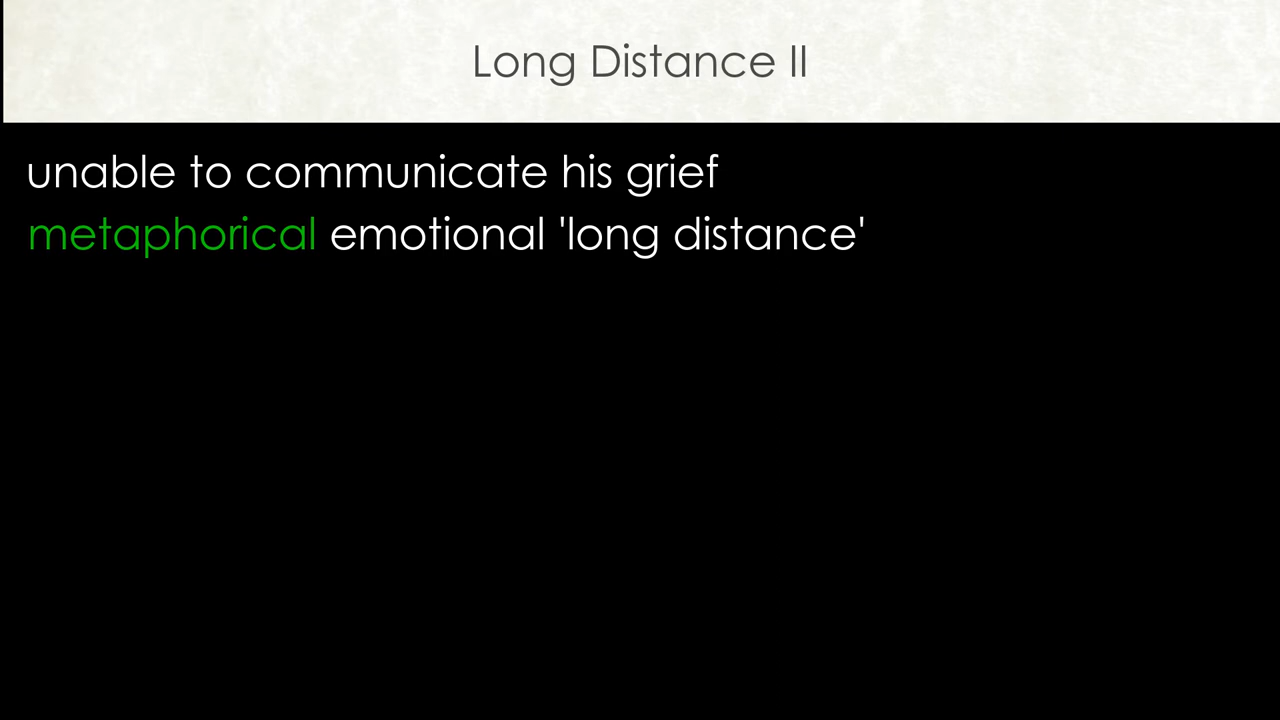 Long Distance II
unable to communicate his grief
metaphorical emotional 'long distance'